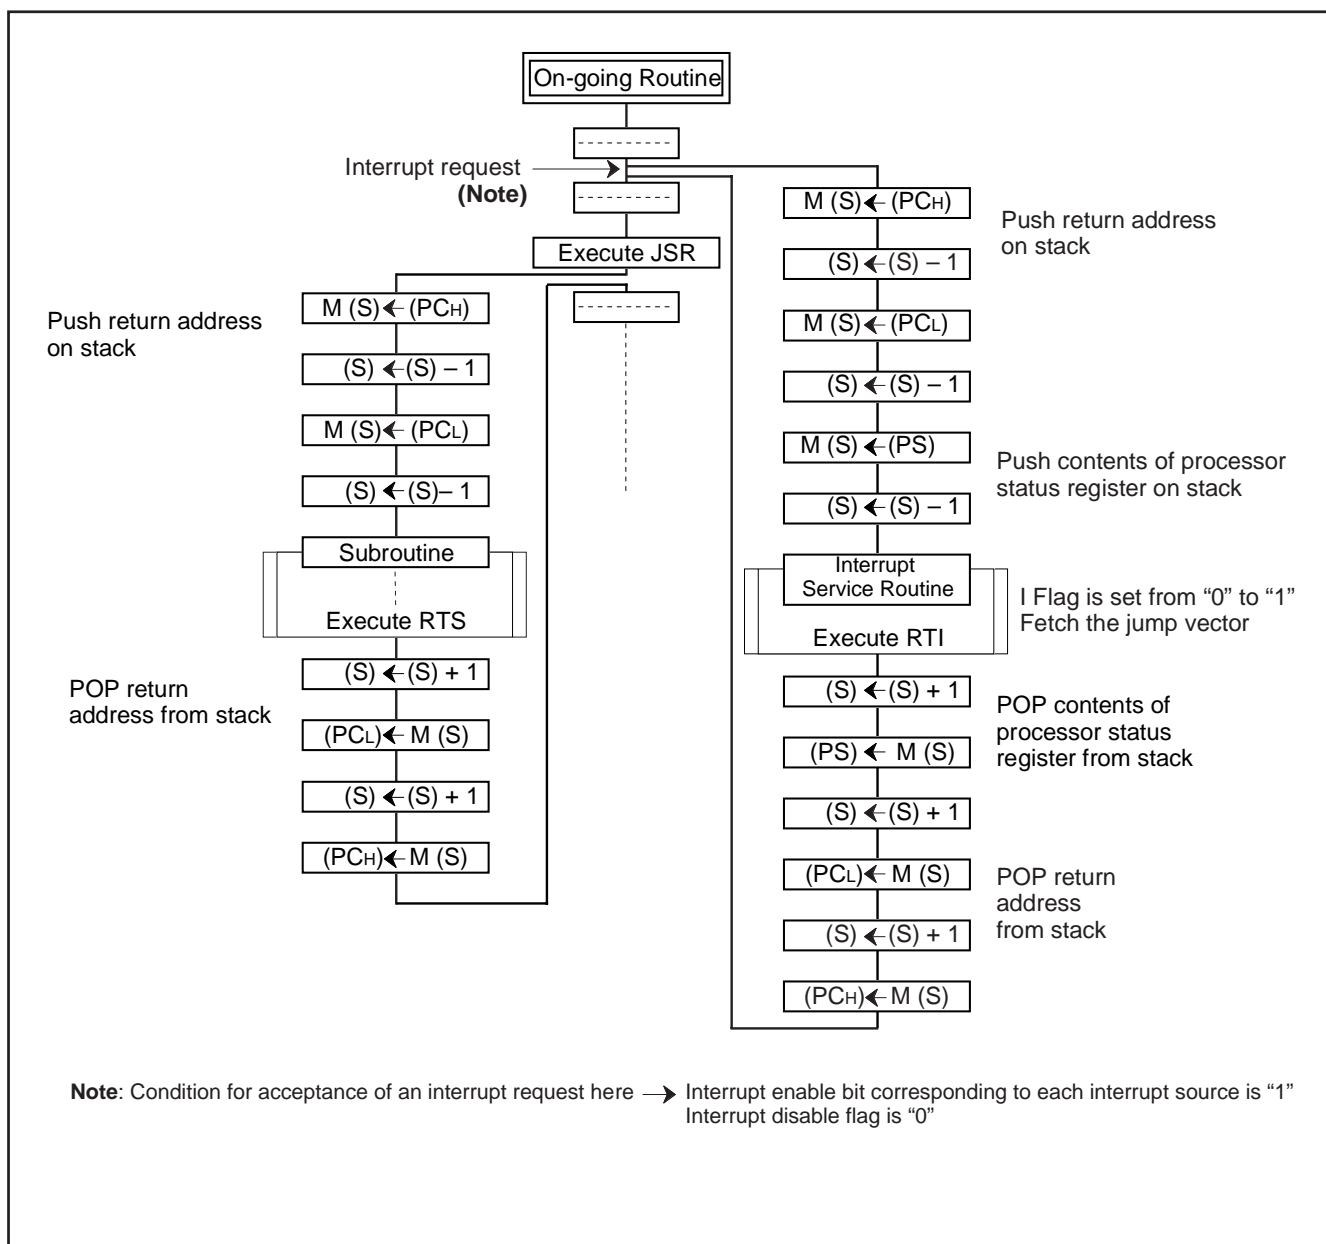 On-going Routine
Interrupt request
(Note)
Execute JSR
Push return address
on stack
M (S) ← (PCH)
(S) ← (S) – 1
M (S) ← (PCL)
(S) ← (S)– 1
Subroutine
Execute RTS
POP return
address from stack
(S) ← (S) + 1
(PCL) ← M (S)
(S) ← (S) + 1
(PCH) ← M (S)
M (S) ← (PCH)
Push return address
on stack
(S) ← (S) – 1
M (S) ← (PCL)
(S) ← (S) – 1
M (S) ← (PS)
Push contents of processor
status register on stack
(S) ← (S) – 1
Interrupt
Service Routine
I Flag is set from “0” to “1”
Fetch the jump vector
Execute RTI
(S) ← (S) + 1
POP contents of
processor status
register from stack
(PS) ← M (S)
(S) ← (S) + 1
(PCL) ← M (S)
POP return
address
from stack
(S) ← (S) + 1
(PCH) ← M (S)
Note: Condition for acceptance of an interrupt request here → Interrupt enable bit corresponding to each interrupt source is “1”
Interrupt disable flag is “0”